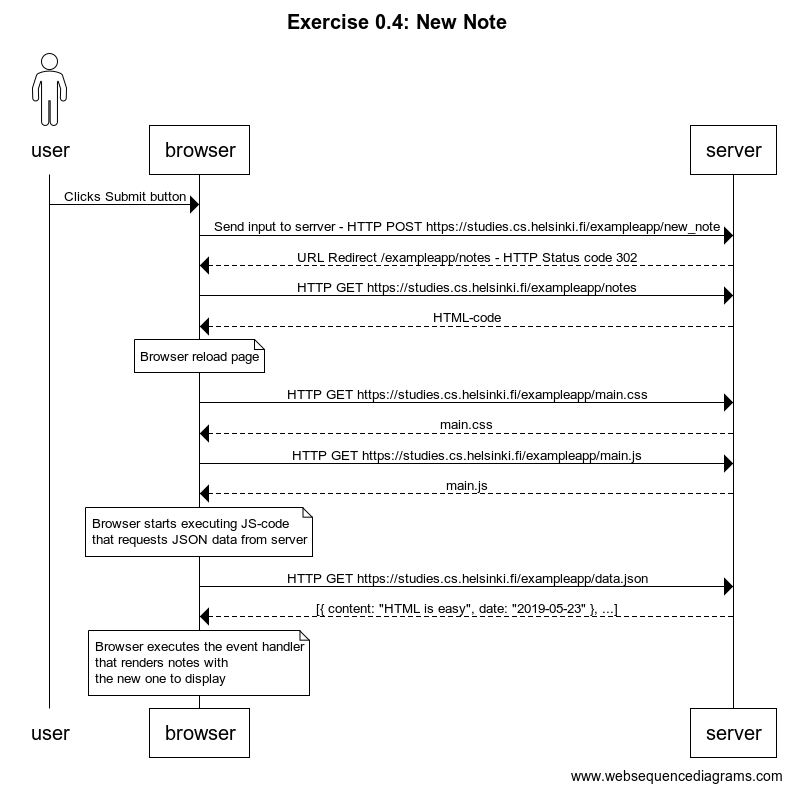 Exercise 0.4: New Note
user
browser
server
Clicks Submit button
Send input to serrver - HTTP POST https://studies.cs.helsinki.fi/exampleapp/new_note
URL Redirect /exampleapp/notes - HTTP Status code 302
HTTP GET https://studies.cs.helsinki.fi/exampleapp/notes
HTML-code
Browser reload page
HTTP GET https://studies.cs.helsinki.fi/exampleapp/main.css
main.css
HTTP GET https://studies.cs.helsinki.fi/exampleapp/main.js
main.js
Browser starts executing JS-code
that requests JSON data from server
HTTP GET https://studies.cs.helsinki.fi/exampleapp/data.json
[{ content: "HTML is easy", date: "2019-05-23" }, ...]
Browser executes the event handler
that renders notes with
the new one to display
user
browser
server
www.websequencediagrams.com